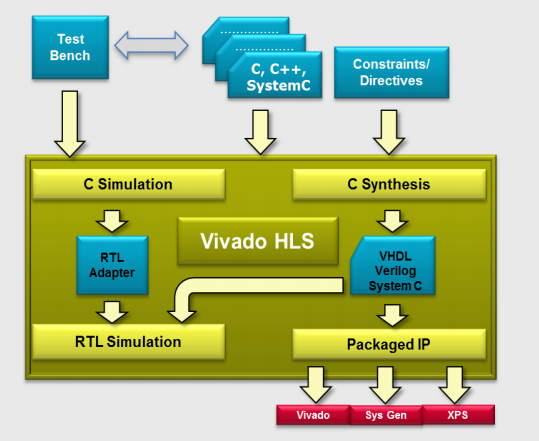 Test
Bench
C, C++,
SystemC
Constraints/
Directives
C Simulation
C Synthesis
Vivado HLS
RTL
Adapter
VHDL
Verilog
System C
RTL Simulation
Packaged IP
Vivado
Sys Gen
XPS